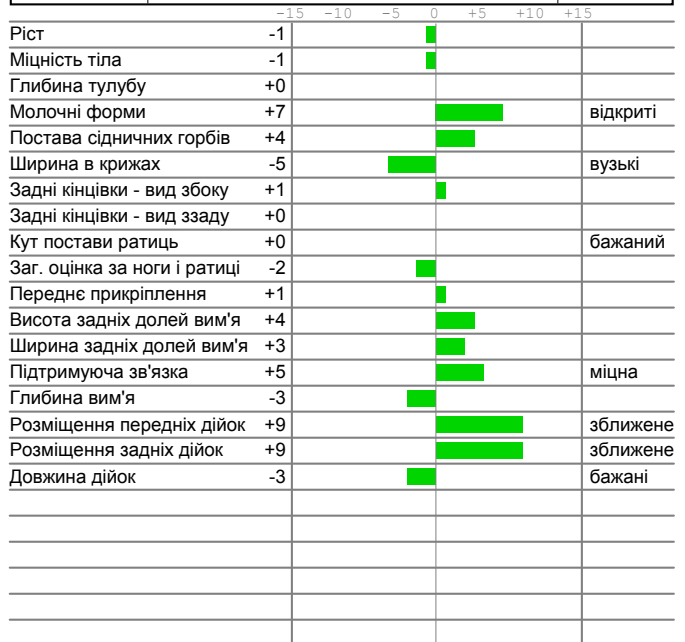 -15 -10 -5 0 +5 +10 +15
Ріст -1
Міцність тіла -1
Глибина тулубу +0
Молочні форми +7 відкриті
Постава сідничних горбів +4
Ширина в крижах -5 вузькі
Задні кінцівки - вид збоку +1
Задні кінцівки - вид ззаду +0
Кут постави ратиць +0 бажаний
Заг. оцінка за ноги і ратиці -2
Переднє прикріплення +1
Висота задніх долей вим'я +4
Ширина задніх долей вим'я +3
Підтримуюча зв'язка +5 міцна
Глибина вим'я -3
Розміщення передніх дійок +9 зближене
Розміщення задніх дійок +9 зближене
Довжина дійок -3 бажані